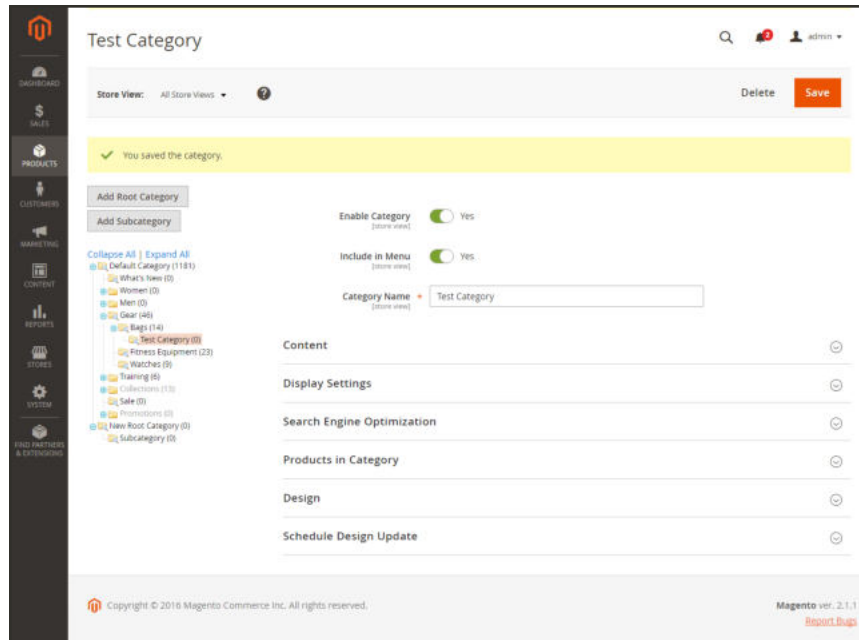 Test Category
2
admin
DASHBOARD
Store View: All Store Views
?
Delete
Save
SALES
PRODUCTS
You saved the category.
CUSTOMERS
Add Root Category
Add Subcategory
Enable Category
[store view]
Yes
MARKETING
Collapse All | Expand All
Include in Menu
[store view]
Yes
Default Category (1181)
What's New (0)
Women (0)
Men (0)
Gear (46)
Bags (14)
Test Category (0)
Fitness Equipment (23)
Watches (9)
Training (6)
Collections (13)
Sale (0)
Promotions (0)
New Root Category (0)
Subcategory (0)
CONTENT
REPORTS
STORES
SYSTEM
FIND PARTNERS
& EXTENSIONS
Category Name *
[store view]
Test Category
Content
Display Settings
Search Engine Optimization
Products in Category
Design
Schedule Design Update
Copyright © 2016 Magento Commerce Inc. All rights reserved.
Magento ver. 2.1.1
Report Bugs